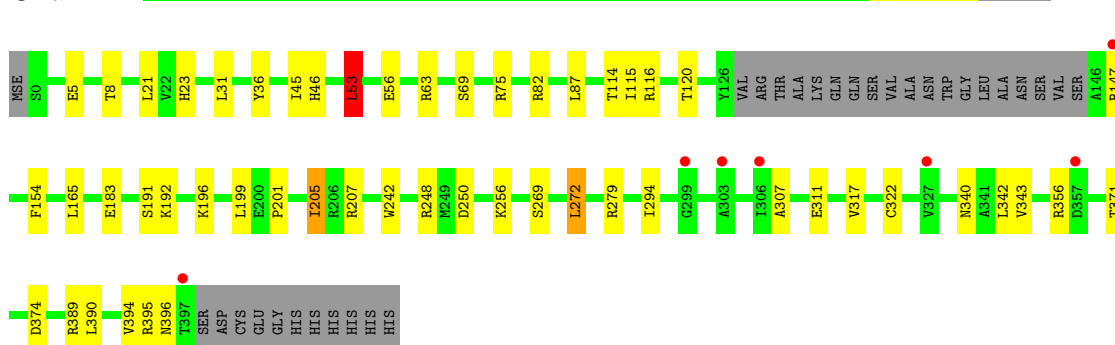 MSE S0 E5 T8 L21 V22 H23 L31 Y36 I45 H46 L53 E56 R63 S69 R75 R82 L87 T114 I115 R116 T120 Y126 VAL ARG THR ALA LYS GLN GLN SER VAL ALA ASN TRP GLY LEU ALA ASN SER VAL SER A146
F154 L165 E183 S191 K192 K196 L199 E200 P201 I205 R206 R207 W242 R248 M249 D250 K256 S269 L272 R279 I294 G299 A303 I306 A307 E311 V317 C322 V327 N340 A341 L342 V343 R356 D357 T371
D374 R389 L390 V394 R395 N396 T397 SER ASP CYS GLU GLY HIS HIS HIS HIS HIS HIS